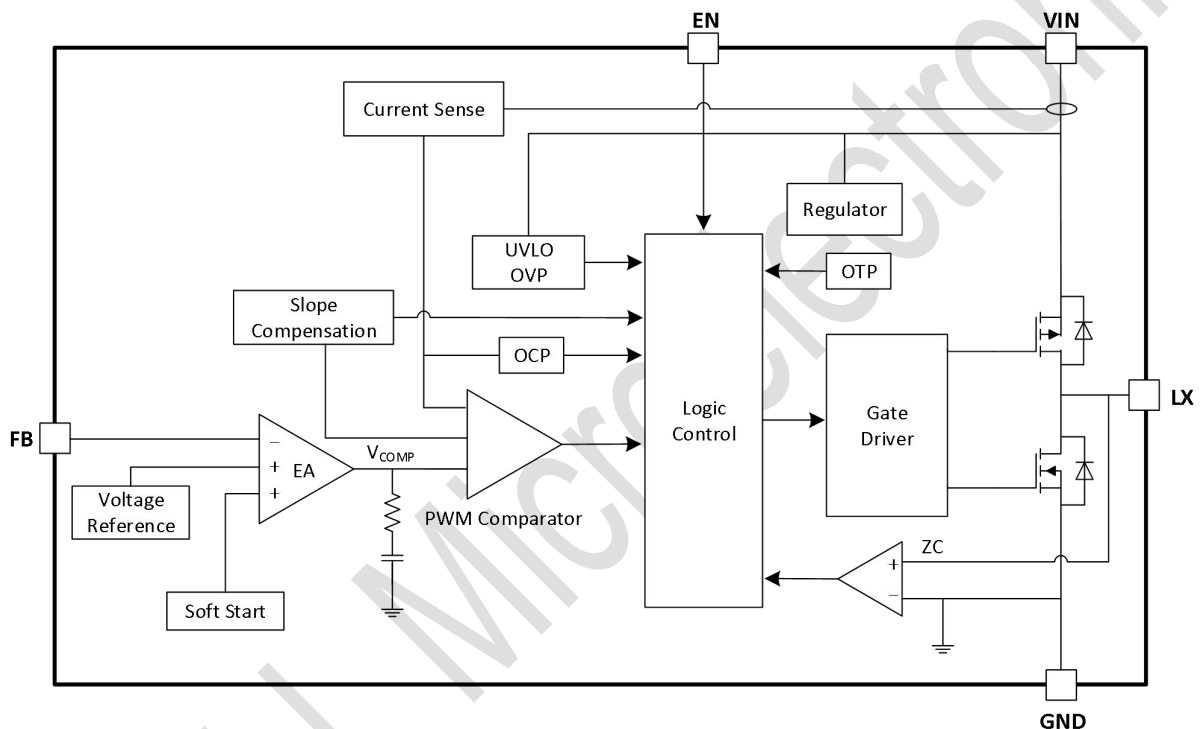 EN
VIN
Current Sense
Regulator
UVLO
OVP
OTP
Slope
Compensation
OCP
Logic
Control
Gate
Driver
LX
FB
−
+
+
EA
VCOMP
PWM Comparator
Voltage
Reference
Soft Start
ZC
+
−
GND
Microelectron